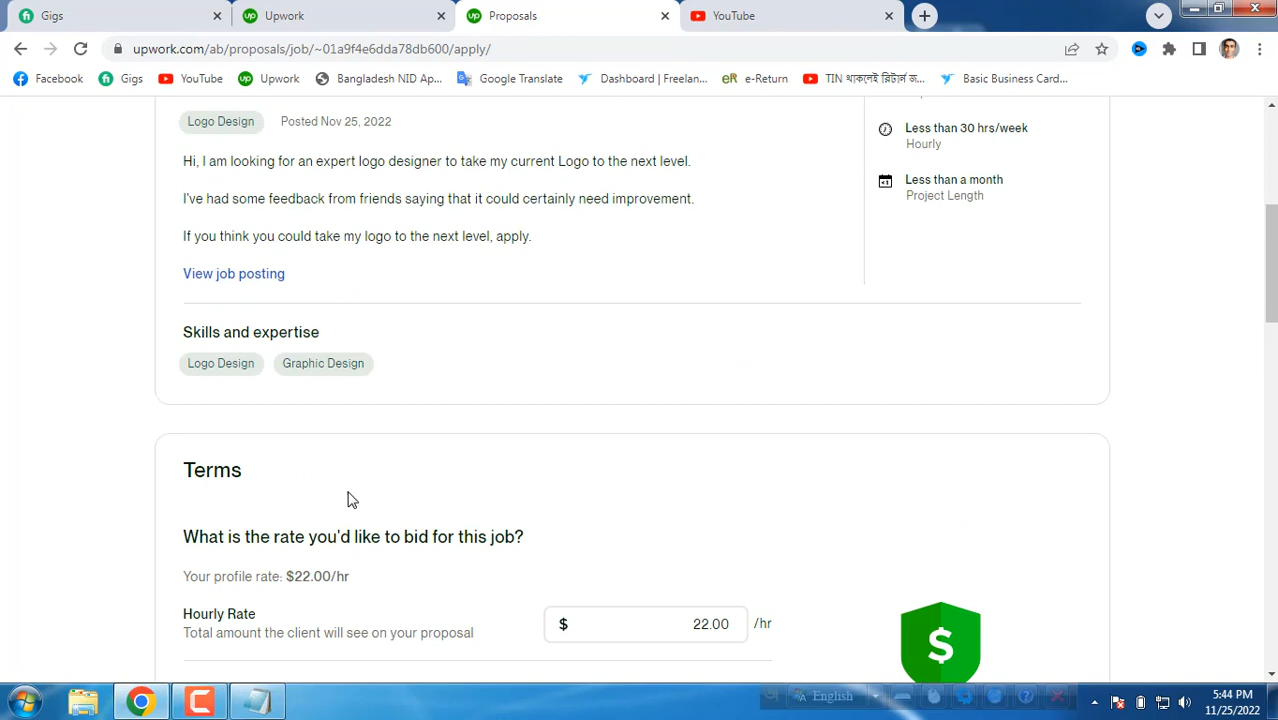 Gigs
Upwork
Proposals
YouTube
upwork.com/ab/proposals/job/~01a9f4e6dda78db600/apply/
Facebook
Gigs
YouTube
Upwork
Bangladesh NID Ap...
Google Translate
Dashboard | Freelan...
e-Return
TIN থাকলেই রিটার্ন জ...
Basic Business Card...
Logo Design
Posted Nov 25, 2022
Less than 30 hrs/week
Hourly
Hi, I am looking for an expert logo designer to take my current Logo to the next level.
Less than a month
Project Length
I've had some feedback from friends saying that it could certainly need improvement.
If you think you could take my logo to the next level, apply.
View job posting
Skills and expertise
Logo Design
Graphic Design
Terms
What is the rate you'd like to bid for this job?
Your profile rate: $22.00/hr
Hourly Rate
Total amount the client will see on your proposal
$ 22.00 /hr
English
5:44 PM
11/25/2022